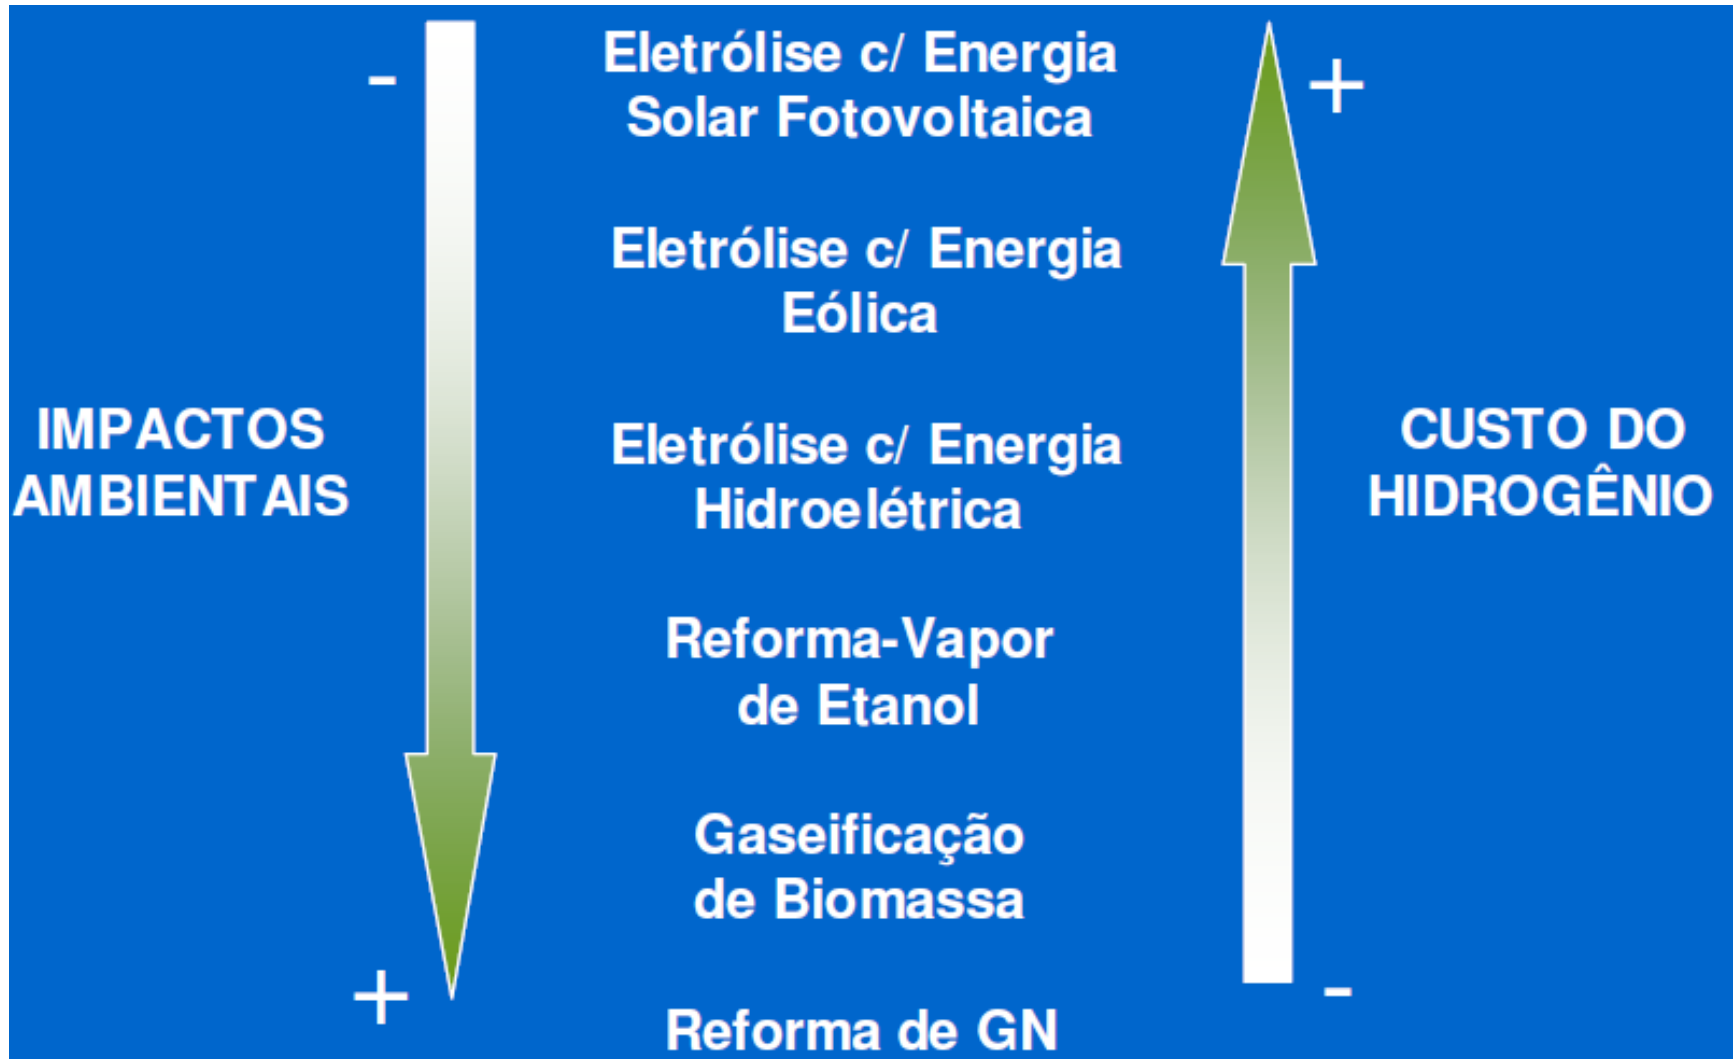 -
Eletrólise c/ Energia
Solar Fotovoltaica
+
Eletrólise c/ Energia
Eólica
IMPACTOS
AMBIENTAIS
Eletrólise c/ Energia
Hidroelétrica
CUSTO DO
HIDROGÊNIO
Reforma-Vapor
de Etanol
Gaseificação
de Biomassa
+
-
Reforma de GN